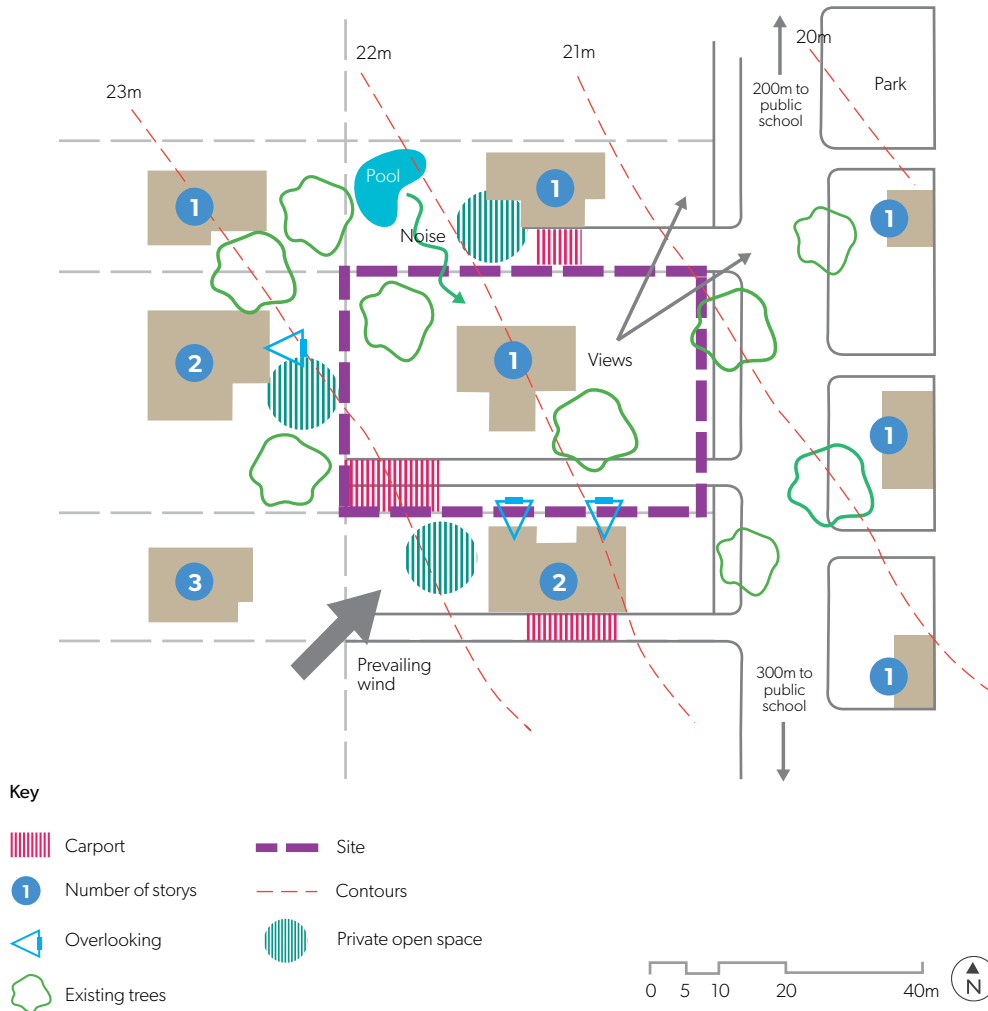 23m
22m
21m
20m
200m to
public
school
Park
Pool
1
1
1
Noise
2
1
Views
1
3
2
Prevailing
wind
300m to
public
school
1
Key
Carport
Site
1
Number of storys
Contours
Overlooking
Private open space
Existing trees
0 5 10 20 40m
N